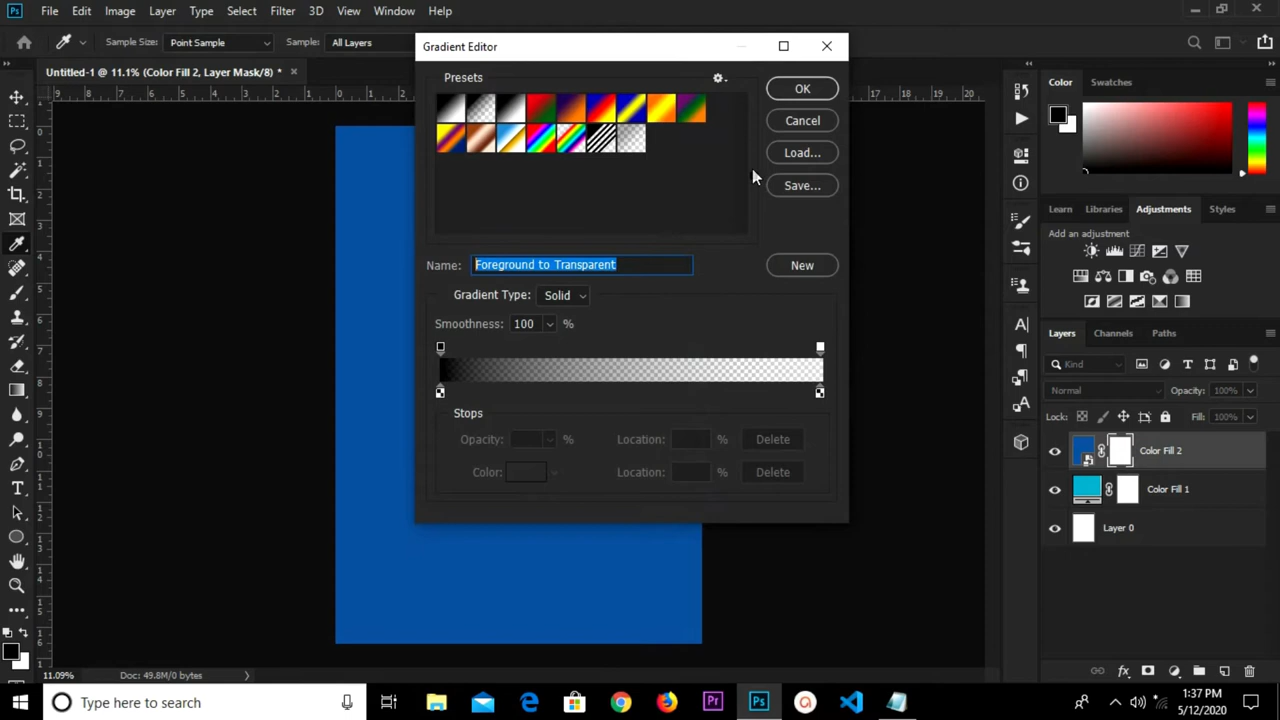 Ps File Edit Image Layer Type Select Filter 3D View Window Help
Sample Size: Point Sample Sample: All Layers
Untitled-1 @ 11.1% (Color Fill 2, Layer Mask/8) *
Gradient Editor
Presets
OK
Cancel
Load...
Save...
Name: Foreground to Transparent
New
Gradient Type: Solid
Smoothness: 100 %
Stops
Opacity: % Location: % Delete
Color: Location: % Delete
Color Swatches
Learn Libraries Adjustments Styles
Add an adjustment
Layers Channels Paths
Kind
Normal Opacity: 100%
Lock: Fill: 100%
Color Fill 2
Color Fill 1
Layer 0
11.09% Doc: 49.8M/0 bytes
Type here to search
Pr Ps
1:37 PM
5/12/2020